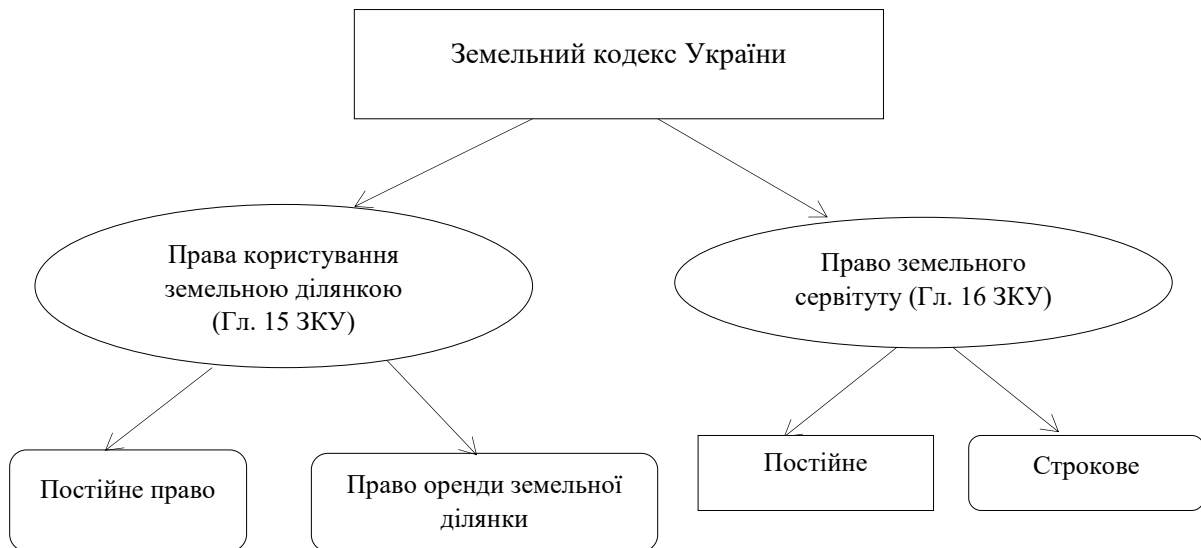 Земельний кодекс України
Права користування
земельною ділянкою
(Гл. 15 ЗКУ)
Право земельного
сервітуту (Гл. 16 ЗКУ)
Постійне право
Право оренди земельної
ділянки
Постійне
Строкове